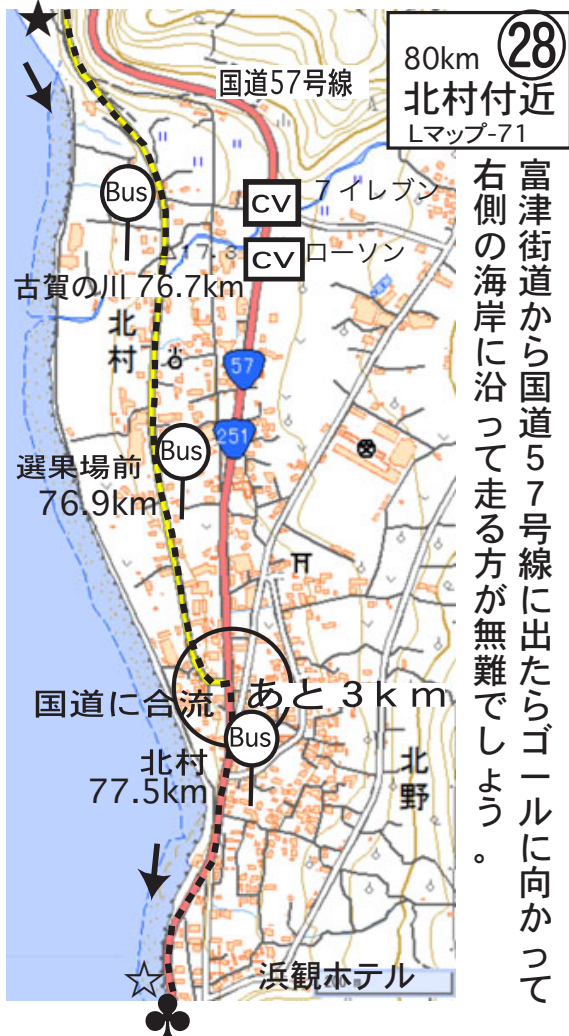 ㉘
80km
北村付近
Lマップ-71
富津街道から国道57号線に出たらゴールに向かって
右側の海岸に沿って走る方が無難でしょう。
国道57号線
Bus
CV
7イレブン
CV
ローソン
古賀の川 76.7km
北村
57
251
Bus
選果場前
76.9km
国道に合流
あと3km
Bus
北村
77.5km
北野
浜観ホテル